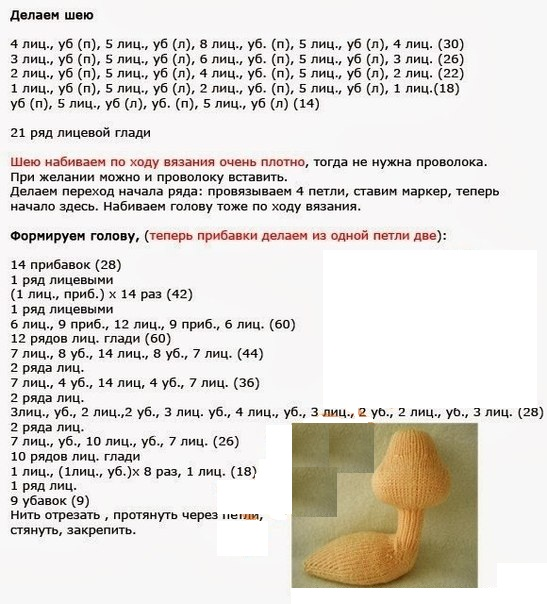 Делаем шею
4 лиц., уб (п), 5 лиц., уб (л), 8 лиц., уб. (п), 5 лиц., уб (л), 4 лиц. (30)
3 лиц., уб (п), 5 лиц., уб (л), 6 лиц., уб. (п), 5 лиц., уб (л), 3 лиц. (26)
2 лиц., уб (п), 5 лиц., уб (л), 4 лиц., уб. (п), 5 лиц., уб (л), 2 лиц. (22)
1 лиц., уб (п), 5 лиц., уб (л), 2 лиц., уб. (п), 5 лиц., уб (л), 1 лиц.(18)
уб (п), 5 лиц., уб (л), уб. (п), 5 лиц., уб (л) (14)
21 ряд лицевой глади
Шею набиваем по ходу вязания очень плотно, тогда не нужна проволока.
При желании можно и проволоку вставить.
Делаем переход начала ряда: провязываем 4 петли, ставим маркер, теперь
начало здесь. Набиваем голову тоже по ходу вязания.
Формируем голову, (теперь прибавки делаем из одной петли две):
14 прибавок (28)
1 ряд лицевыми
(1 лиц., приб.) х 14 раз (42)
1 ряд лицевыми
6 лиц., 9 приб., 12 лиц., 9 приб., 6 лиц. (60)
12 рядов лиц. глади (60)
7 лиц., 8 уб., 14 лиц., 8 уб., 7 лиц. (44)
2 ряда лиц.
7 лиц., 4 уб., 14 лиц, 4 уб., 7 лиц. (36)
2 ряда лиц.
3лиц., уб., 2 лиц.,2 уб., 3 лиц. уб., 4 лиц., уб., 3 лиц., 2 уб., 2 лиц., уб., 3 лиц. (28)
2 ряда лиц.
7 лиц., уб., 10 лиц., уб., 7 лиц. (26)
10 рядов лиц. глади
1 лиц., (1лиц., уб.)х 8 раз, 1 лиц. (18)
1 ряд лиц.
9 убавок (9)
Нить отрезать , протянуть через петли,
стянуть, закрепить.